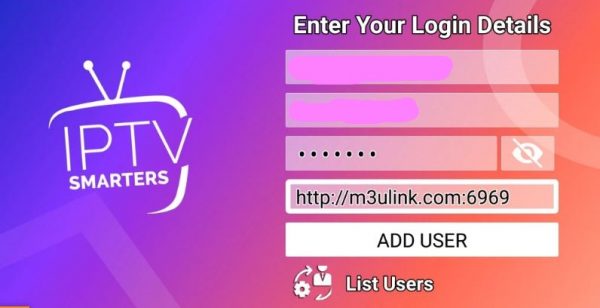 Enter Your Login Details
IPTV
SMARTERS
http://m3ulink.com:6969
ADD USER
List Users